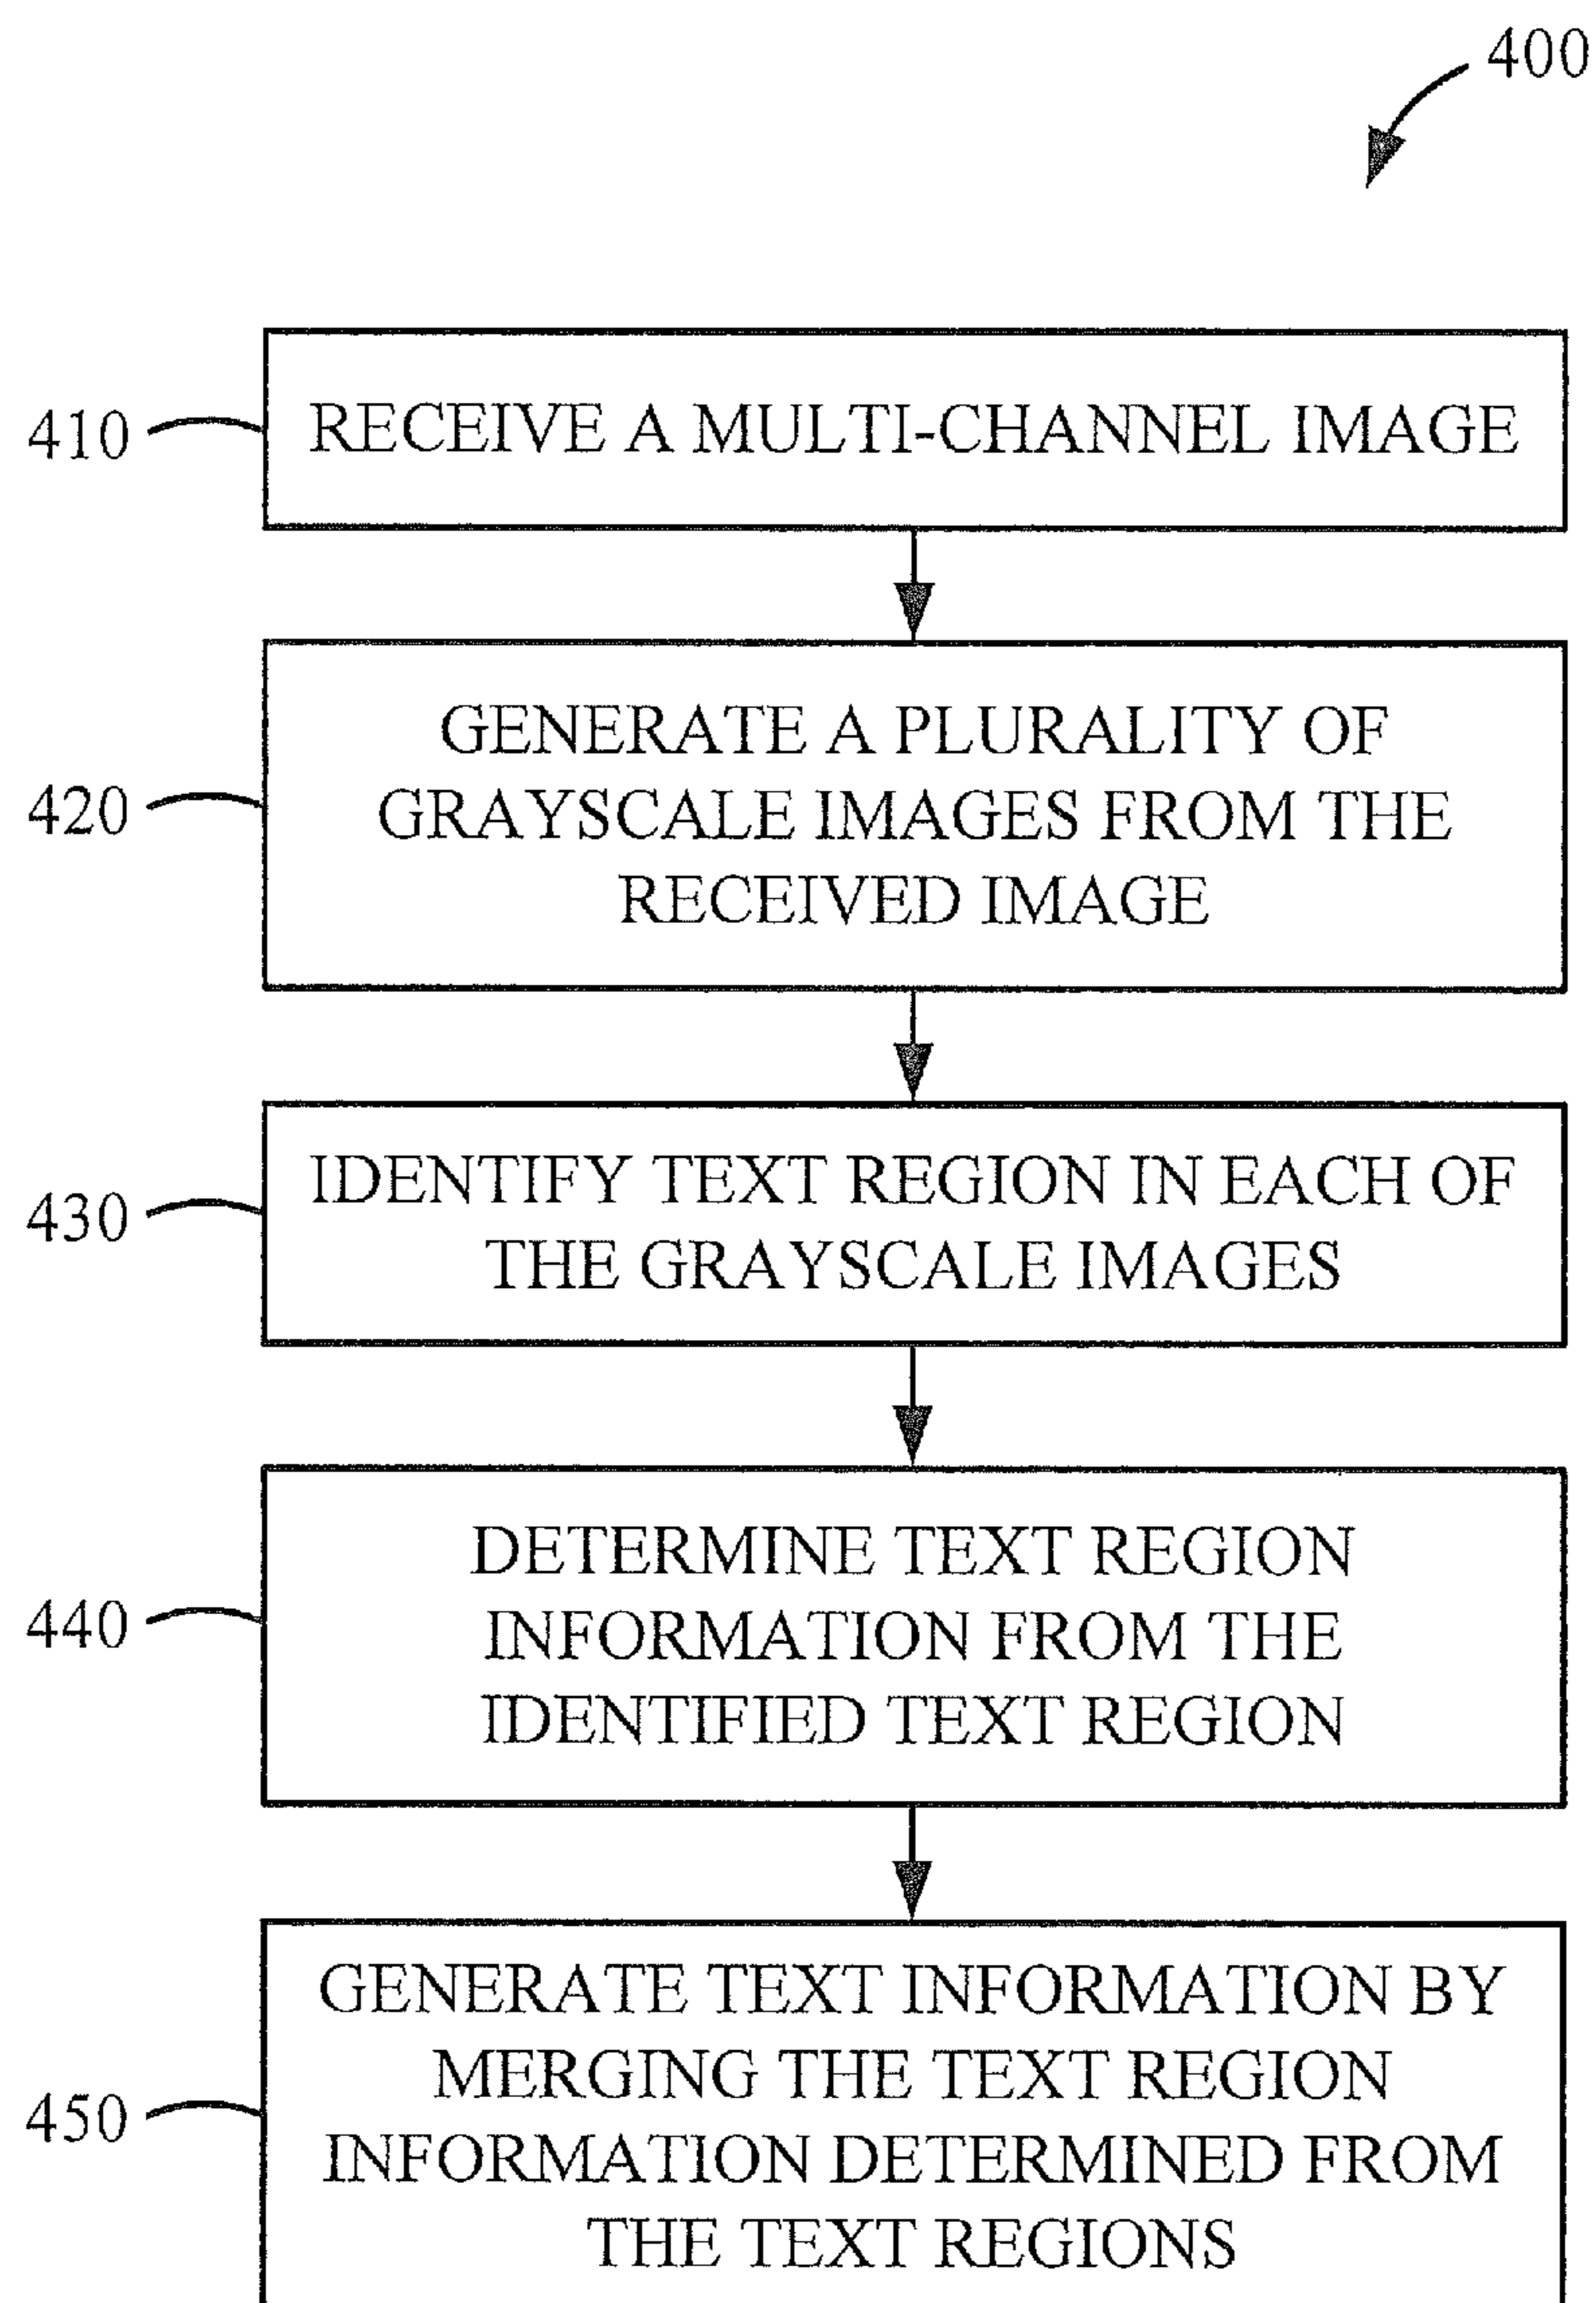 400
410
RECEIVE A MULTI-CHANNEL IMAGE
420
GENERATE A PLURALITY OF
GRAYSCALE IMAGES FROM THE
RECEIVED IMAGE
430
IDENTIFY TEXT REGION IN EACH OF
THE GRAYSCALE IMAGES
440
DETERMINE TEXT REGION
INFORMATION FROM THE
IDENTIFIED TEXT REGION
450
GENERATE TEXT INFORMATION BY
MERGING THE TEXT REGION
INFORMATION DETERMINED FROM
THE TEXT REGIONS